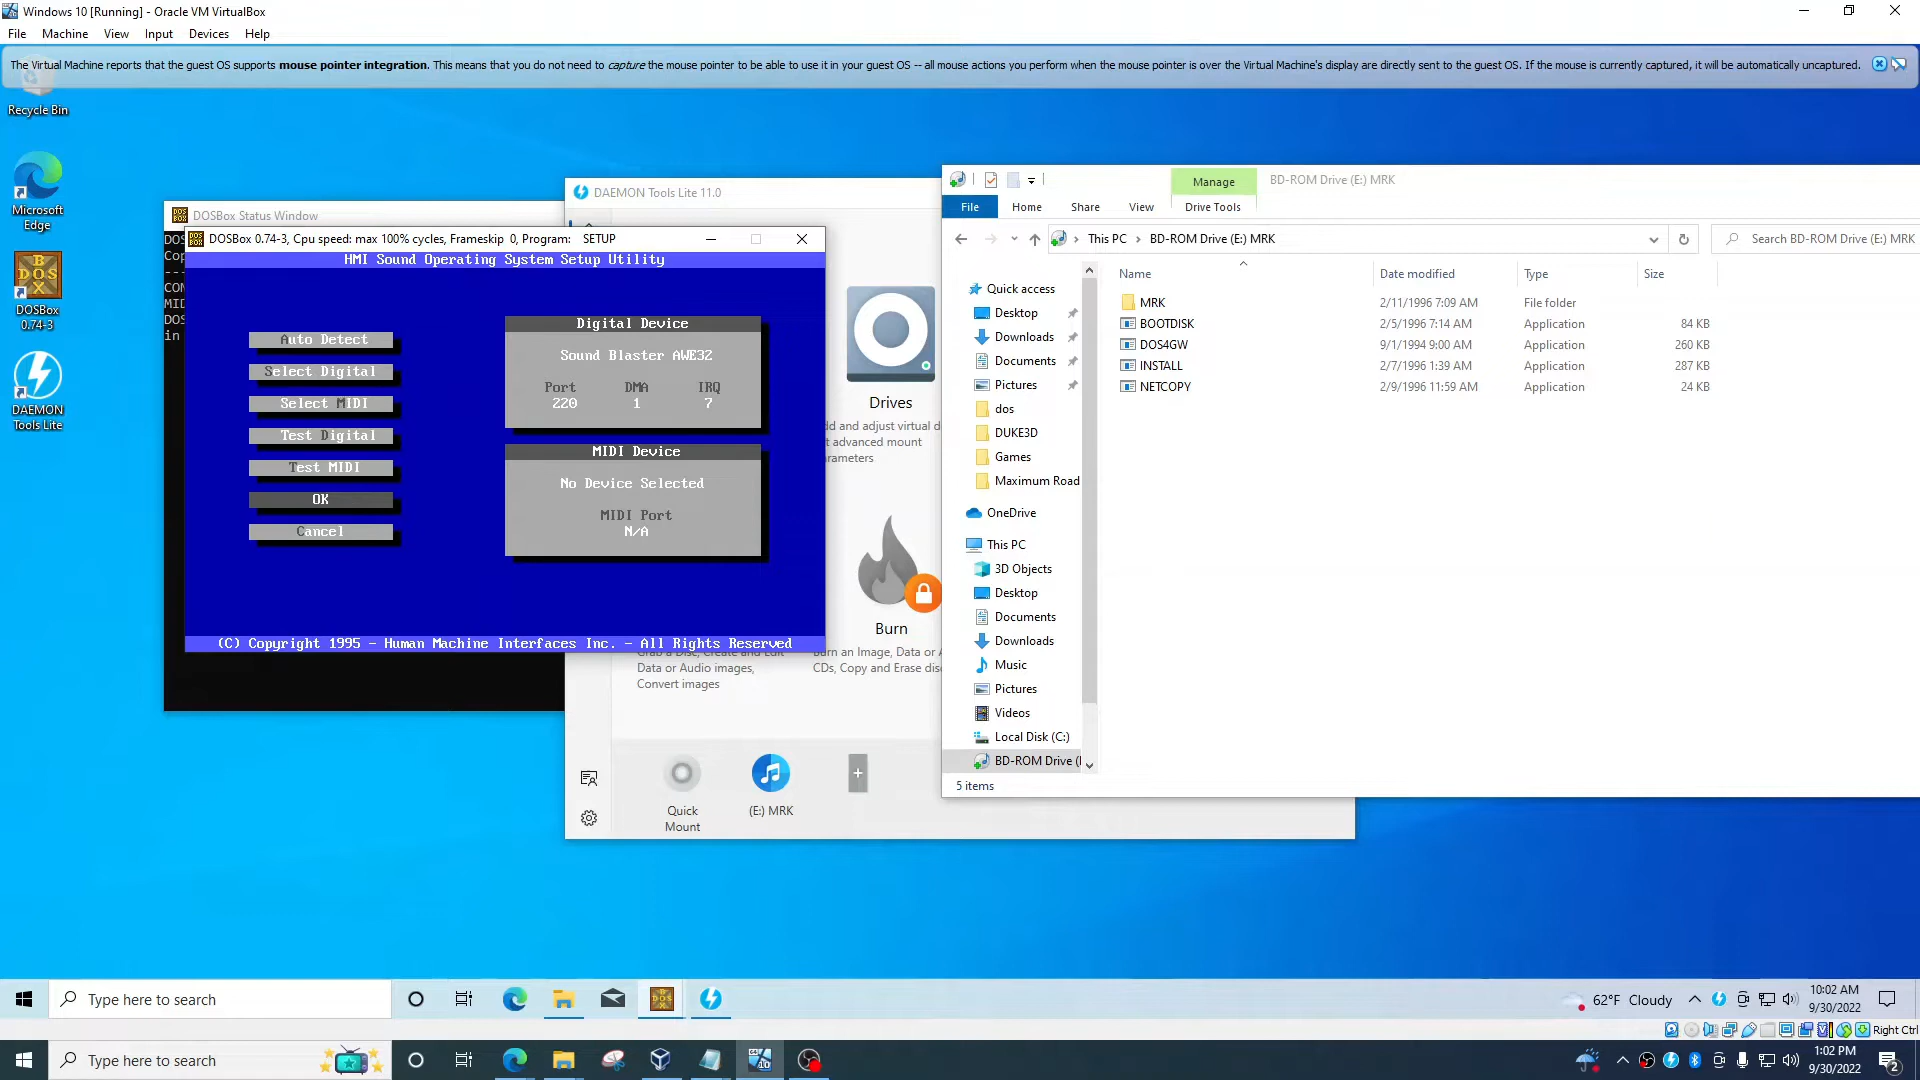 Windows 10 [Running] - Oracle VM VirtualBox
File Machine View Input Devices Help
The Virtual Machine reports that the guest OS supports mouse pointer integration. This means that you do not need to capture the mouse pointer to be able to use it in your guest OS -- all mouse actions you perform when the mouse pointer is over the Virtual Machine's display are directly sent to the guest OS. If the mouse is currently captured, it will be automatically uncaptured.
Recycle Bin
Microsoft
Edge
DOSBox
0.74-3
DAEMON
Tools Lite
DOSBox Status Window
DOSBox 0.74-3, Cpu speed: max 100% cycles, Frameskip 0, Program: SETUP
HMI Sound Operating System Setup Utility
Auto Detect
Select Digital
Select MIDI
Test Digital
Test MIDI
OK
Cancel
Digital Device
Sound Blaster AWE32
Port DMA IRQ
220 1 7
MIDI Device
No Device Selected
MIDI Port
N/A
(C) Copyright 1995 - Human Machine Interfaces Inc. - All Rights Reserved
DAEMON Tools Lite 11.0
Drives
dd and adjust virtual d
t advanced mount
arameters
Burn
Grab a Disc, Create and Edit
Data or Audio images,
Convert images
Burn an Image, Data or A
CDs, Copy and Erase disc
Quick
Mount
(E:) MRK
Manage
BD-ROM Drive (E:) MRK
File Home Share View Drive Tools
This PC BD-ROM Drive (E:) MRK
Search BD-ROM Drive (E:) MRK
Name Date modified Type Size
MRK 2/11/1996 7:09 AM File folder
BOOTDISK 2/5/1996 7:14 AM Application 84 KB
DOS4GW 9/1/1994 9:00 AM Application 260 KB
INSTALL 2/7/1996 1:39 AM Application 287 KB
NETCOPY 2/9/1996 11:59 AM Application 24 KB
Quick access
Desktop
Downloads
Documents
Pictures
dos
DUKE3D
Games
Maximum Road
OneDrive
This PC
3D Objects
Desktop
Documents
Downloads
Music
Pictures
Videos
Local Disk (C:)
BD-ROM Drive (
5 items
Type here to search
62°F Cloudy
10:02 AM
9/30/2022
Right Ctrl
Type here to search
1:02 PM
9/30/2022
2